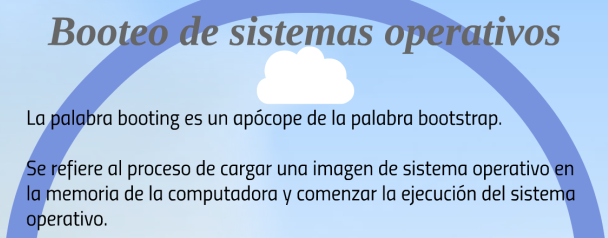 Booteo de sistemas operativos
La palabra booting es un apócope de la palabra bootstrap.
Se refiere al proceso de cargar una imagen de sistema operativo en
la memoria de la computadora y comenzar la ejecución del sistema
operativo.